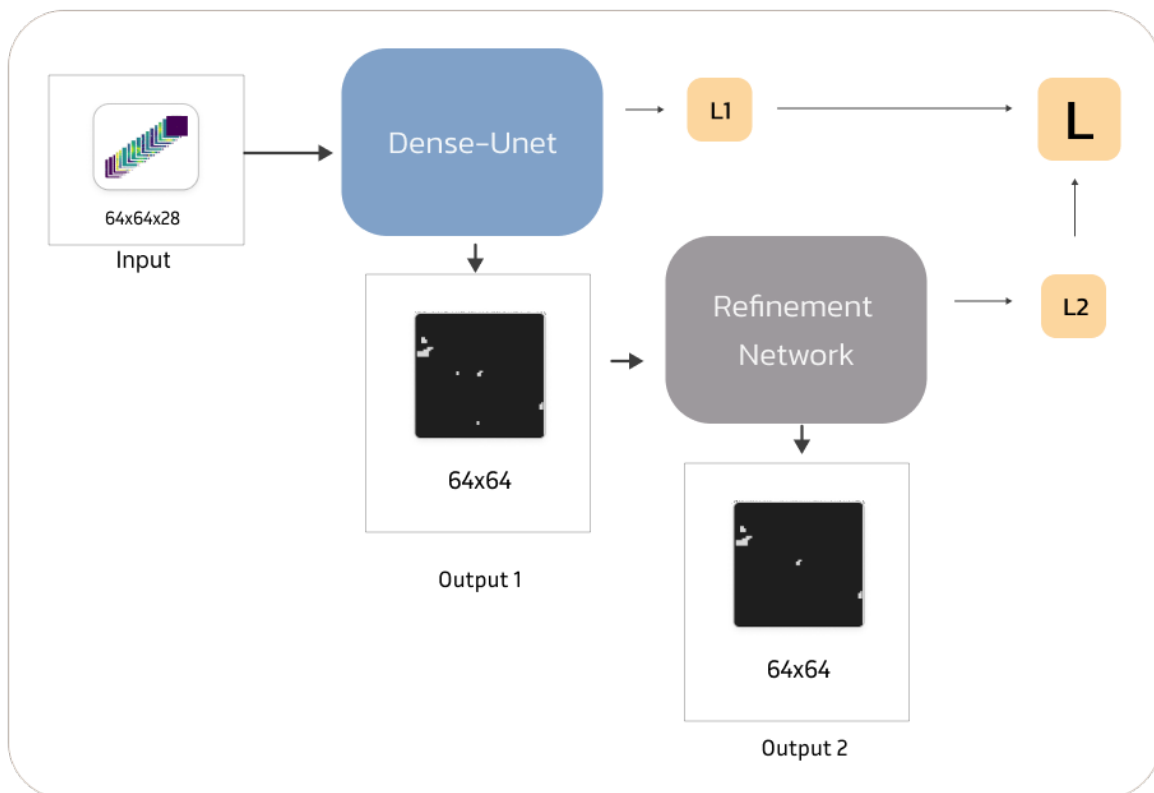 64x64x28
Input
Dense-Unet
L1
L
Refinement
Network
L2
64x64
Output 1
64x64
Output 2